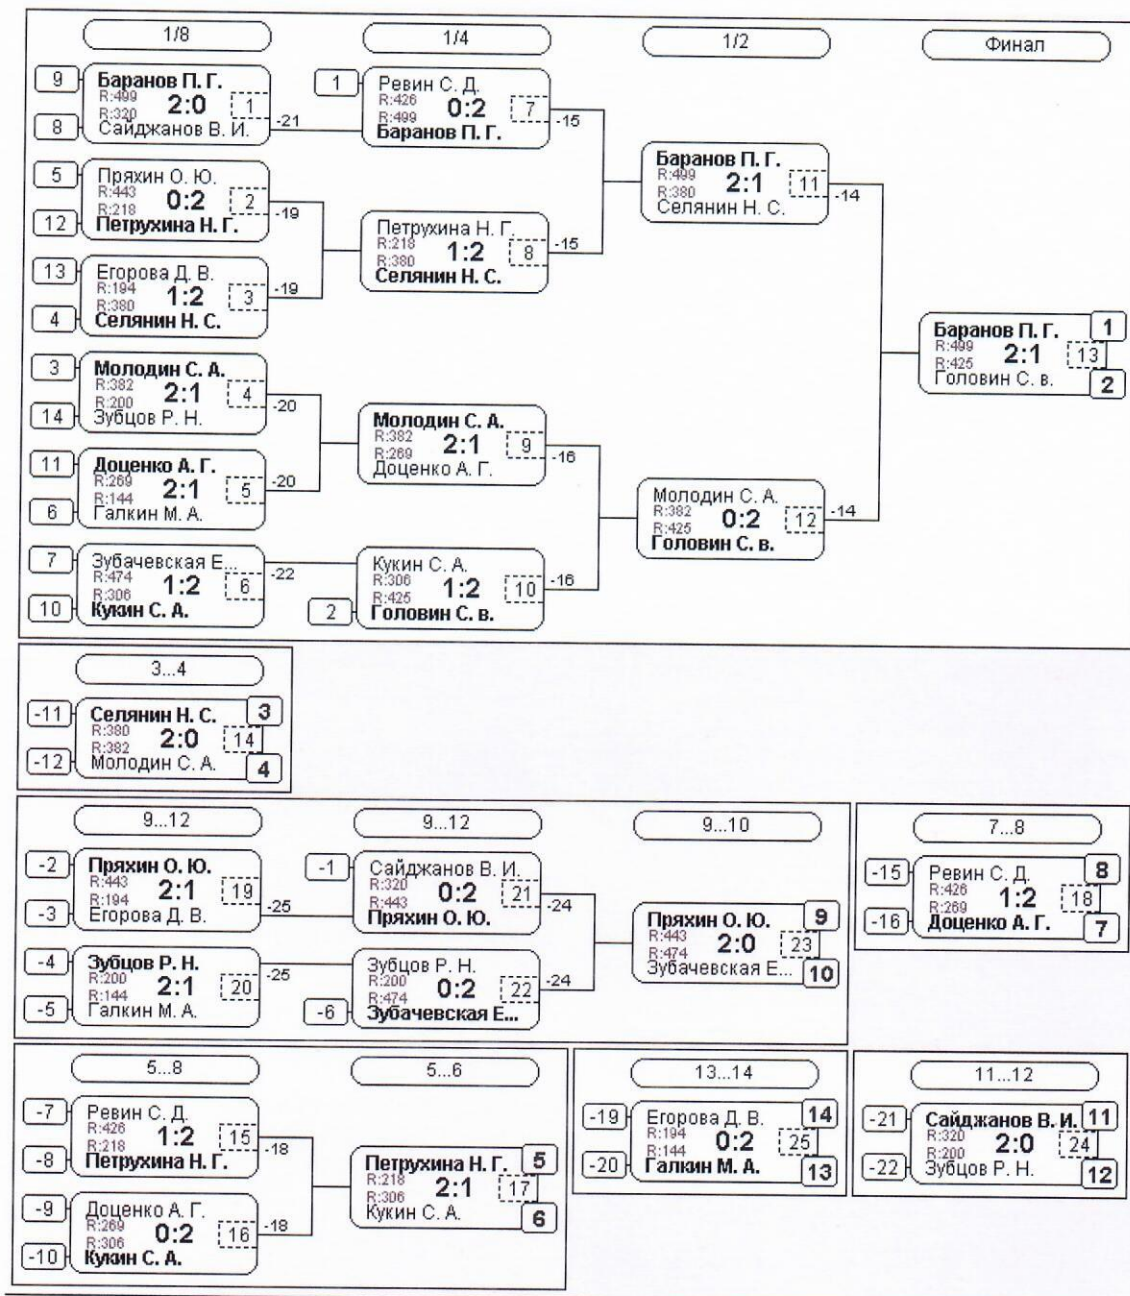 1/8
1/4
1/2
Финал
9 Баранов П. Г.
R:499
R:320 2:0 1
8 Сайджанов В. И.
-21
5 Пряхин О. Ю.
R:443
R:218 0:2 2
12 Петрухина Н. Г.
-19
13 Егорова Д. В.
R:194
R:380 1:2 3
4 Селянин Н. С.
-19
3 Молодин С. А.
R:382
R:200 2:1 4
14 Зубцов Р. Н.
-20
11 Доценко А. Г.
R:269
R:144 2:1 5
6 Галкин М. А.
-20
7 Зубачевская Е...
R:474
R:306 1:2 6
10 Кукин С. А.
-22
1 Ревин С. Д.
R:426
R:499 0:2 7
Баранов П. Г.
-15
Петрухина Н. Г.
R:218
R:380 1:2 8
Селянин Н. С.
-15
Молодин С. А.
R:382
R:269 2:1 9
Доценко А. Г.
-16
Кукин С. А.
R:306
R:425 1:2 10
2 Головин С. в.
-16
Баранов П. Г.
R:499
R:380 2:1 11
Селянин Н. С.
-14
Молодин С. А.
R:382
R:425 0:2 12
Головин С. в.
-14
Баранов П. Г. 1
R:499
R:425 2:1 13
Головин С. в. 2
3...4
-11 Селянин Н. С. 3
R:380
R:382 2:0 14
-12 Молодин С. А. 4
9...12
9...12
9...10
-2 Пряхин О. Ю.
R:443
R:194 2:1 19
-3 Егорова Д. В.
-25
-4 Зубцов Р. Н.
R:200
R:144 2:1 20
-5 Галкин М. А.
-25
-1 Сайджанов В. И.
R:320
R:443 0:2 21
Пряхин О. Ю.
-24
Зубцов Р. Н.
R:200
R:474 0:2 22
-6 Зубачевская Е...
-24
Пряхин О. Ю. 9
R:443
R:474 2:0 23
Зубачевская Е... 10
7...8
-15 Ревин С. Д. 8
R:426
R:269 1:2 18
-16 Доценко А. Г. 7
5...8
5...6
-7 Ревин С. Д.
R:426
R:218 1:2 15
-8 Петрухина Н. Г.
-18
-9 Доценко А. Г.
R:269
R:306 0:2 16
-10 Кукин С. А.
-18
Петрухина Н. Г. 5
R:218
R:306 2:1 17
Кукин С. А. 6
13...14
-19 Егорова Д. В. 14
R:194
R:144 0:2 25
-20 Галкин М. А. 13
11...12
-21 Сайджанов В. И. 11
R:320
R:200 2:0 24
-22 Зубцов Р. Н. 12